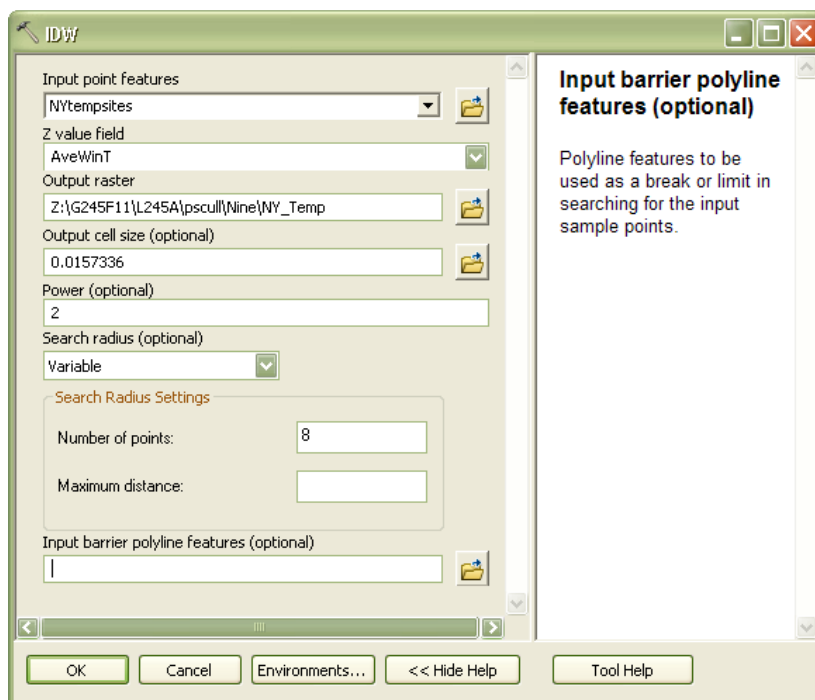 IDW
Input point features
NYtempsites
Z value field
AveWinT
Output raster
Z:\G245F11\L245A\pscull\Nine\NY_Temp
Output cell size (optional)
0.0157336
Power (optional)
2
Search radius (optional)
Variable
Search Radius Settings
Number of points:
8
Maximum distance:
Input barrier polyline features (optional)
OK
Cancel
Environments...
<< Hide Help
Input barrier polyline
features (optional)
Polyline features to be
used as a break or limit in
searching for the input
sample points.
Tool Help